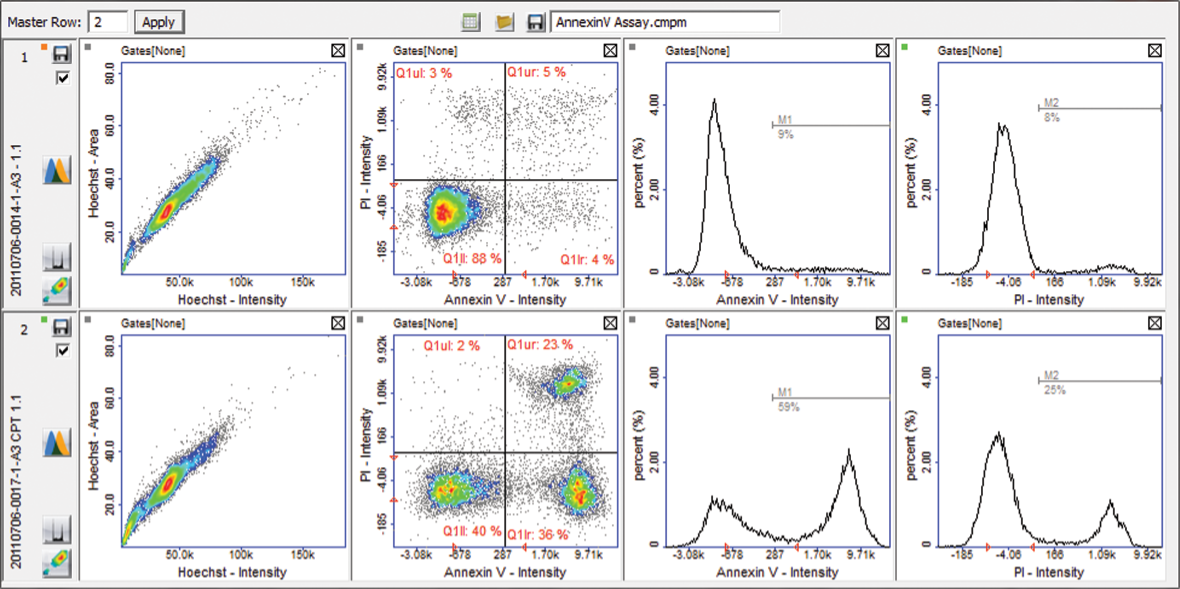 Master Row: 2 Apply AnnexinV Assay.cmpm
1
20110706-0014-1-A3 - 1.1
Gates[None]
80.0
60.0
40.0
20.0
Hoechst - Area
50.0k 100k 150k
Hoechst - Intensity
Gates[None]
Q1ul: 3 % Q1ur: 5 %
9.92k
1.09k
166
-4.06
-185
PI - Intensity
Q1ll: 88 % Q1lr: 4 %
-3.08k -878 287 1.70k 9.71k
Annexin V - Intensity
Gates[None]
4.00
2.00
0
percent (%)
M1
9%
-3.08k -878 287 1.70k 9.71k
Annexin V - Intensity
Gates[None]
4.00
2.00
0
percent (%)
M2
8%
-185 -4.06 166 1.09k 9.92k
PI - Intensity
2
20110706-0017-1-A3 CPT 1.1
Gates[None]
80.0
60.0
40.0
20.0
Hoechst - Area
50.0k 100k 150k
Hoechst - Intensity
Gates[None]
Q1ul: 2 % Q1ur: 23 %
9.92k
1.09k
166
-4.06
-185
PI - Intensity
Q1ll: 40 % Q1lr: 36 %
-3.08k -878 287 1.70k 9.71k
Annexin V - Intensity
Gates[None]
4.00
2.00
0
percent (%)
M1
59%
-3.08k -878 287 1.70k 9.71k
Annexin V - Intensity
Gates[None]
4.00
2.00
0
percent (%)
M2
25%
-185 -4.06 166 1.09k 9.92k
PI - Intensity